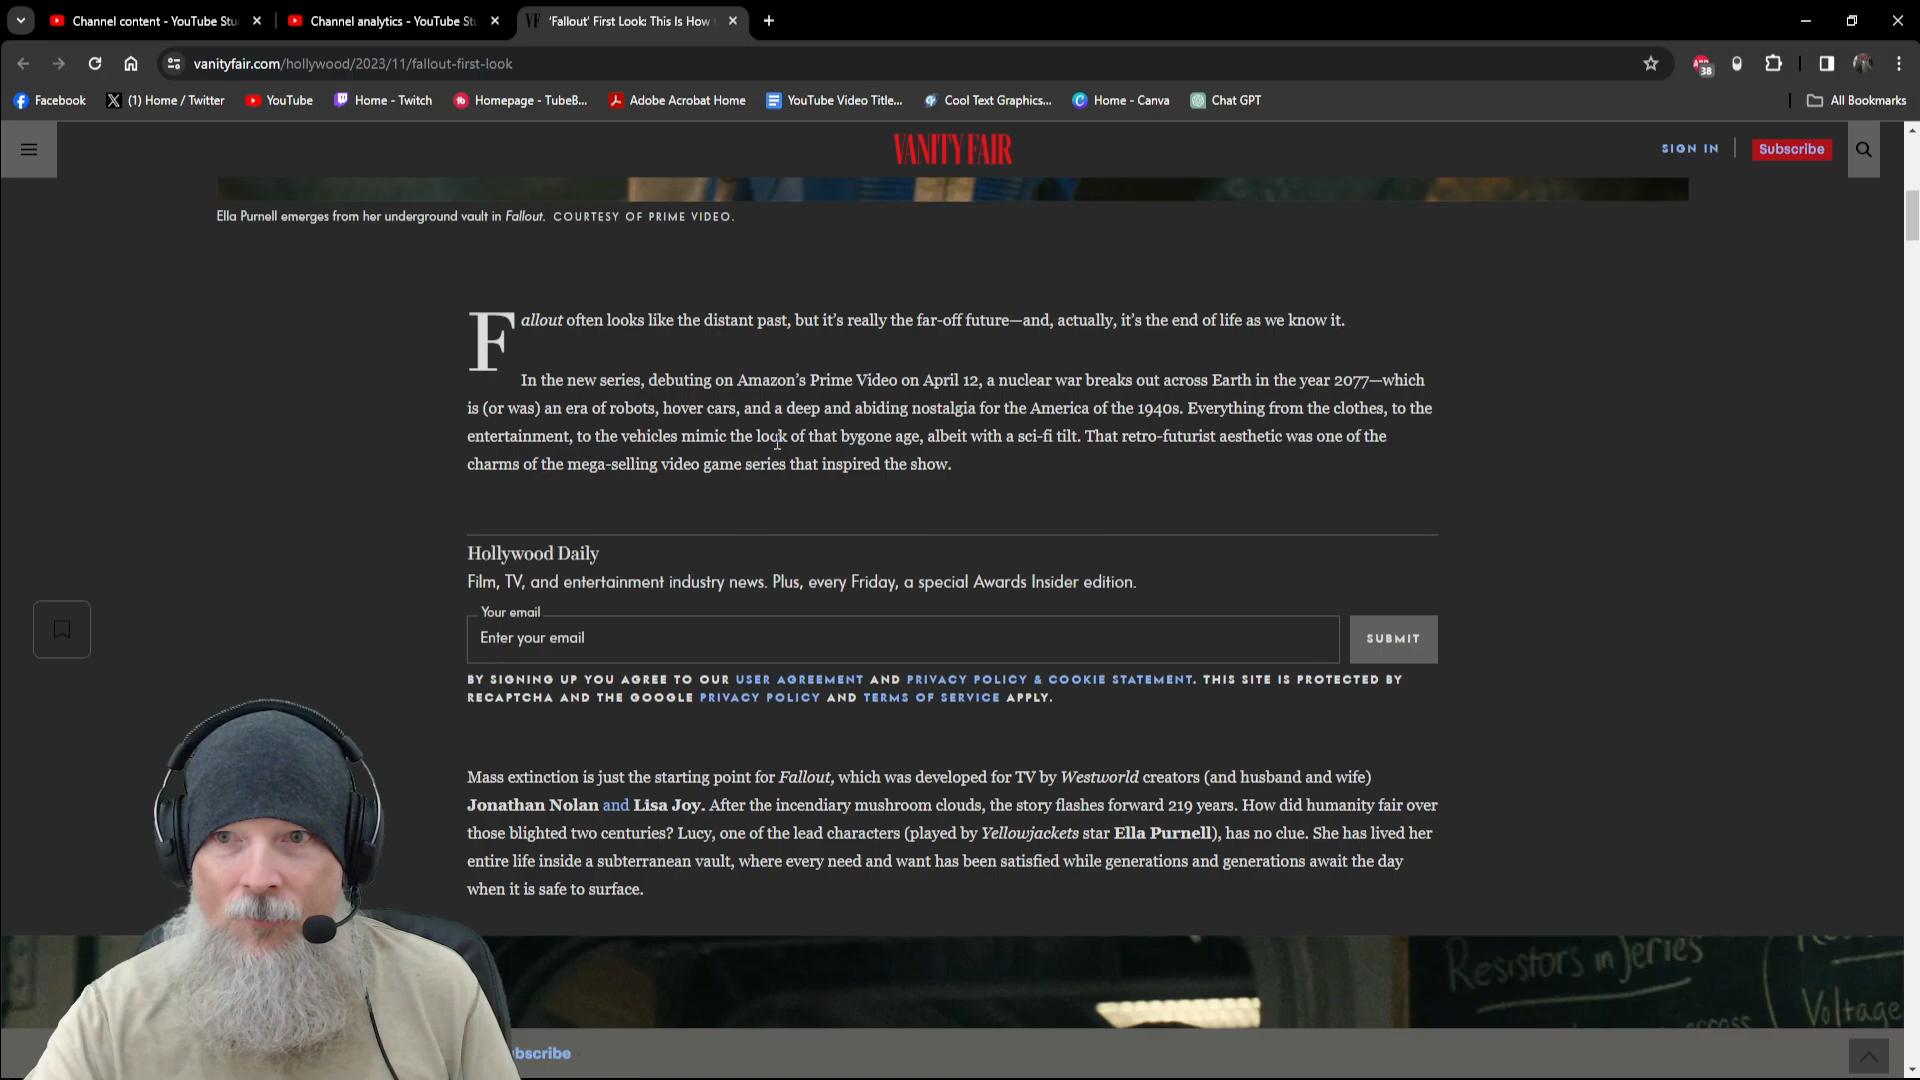 Channel content - YouTube Stu
Channel analytics - YouTube St
'Fallout' First Look: This Is How
vanityfair.com/hollywood/2023/11/fallout-first-look
38
Facebook
(1) Home / Twitter
YouTube
Home - Twitch
Homepage - TubeB...
Adobe Acrobat Home
YouTube Video Title...
Cool Text Graphics...
Home - Canva
Chat GPT
All Bookmarks
VANITY FAIR
SIGN IN
Subscribe
Ella Purnell emerges from her underground vault in Fallout. COURTESY OF PRIME VIDEO.
Fallout often looks like the distant past, but it's really the far-off future—and, actually, it's the end of life as we know it.
In the new series, debuting on Amazon's Prime Video on April 12, a nuclear war breaks out across Earth in the year 2077—which
is (or was) an era of robots, hover cars, and a deep and abiding nostalgia for the America of the 1940s. Everything from the clothes, to the
entertainment, to the vehicles mimic the look of that bygone age, albeit with a sci-fi tilt. That retro-futurist aesthetic was one of the
charms of the mega-selling video game series that inspired the show.
Hollywood Daily
Film, TV, and entertainment industry news. Plus, every Friday, a special Awards Insider edition.
Your email
Enter your email
SUBMIT
BY SIGNING UP YOU AGREE TO OUR USER AGREEMENT AND PRIVACY POLICY & COOKIE STATEMENT. THIS SITE IS PROTECTED BY
RECAPTCHA AND THE GOOGLE PRIVACY POLICY AND TERMS OF SERVICE APPLY.
Mass extinction is just the starting point for Fallout, which was developed for TV by Westworld creators (and husband and wife)
Jonathan Nolan and Lisa Joy. After the incendiary mushroom clouds, the story flashes forward 219 years. How did humanity fair over
those blighted two centuries? Lucy, one of the lead characters (played by Yellowjackets star Ella Purnell), has no clue. She has lived her
entire life inside a subterranean vault, where every need and want has been satisfied while generations and generations await the day
when it is safe to surface.
Resistors in Jeries
Voltage
bscribe